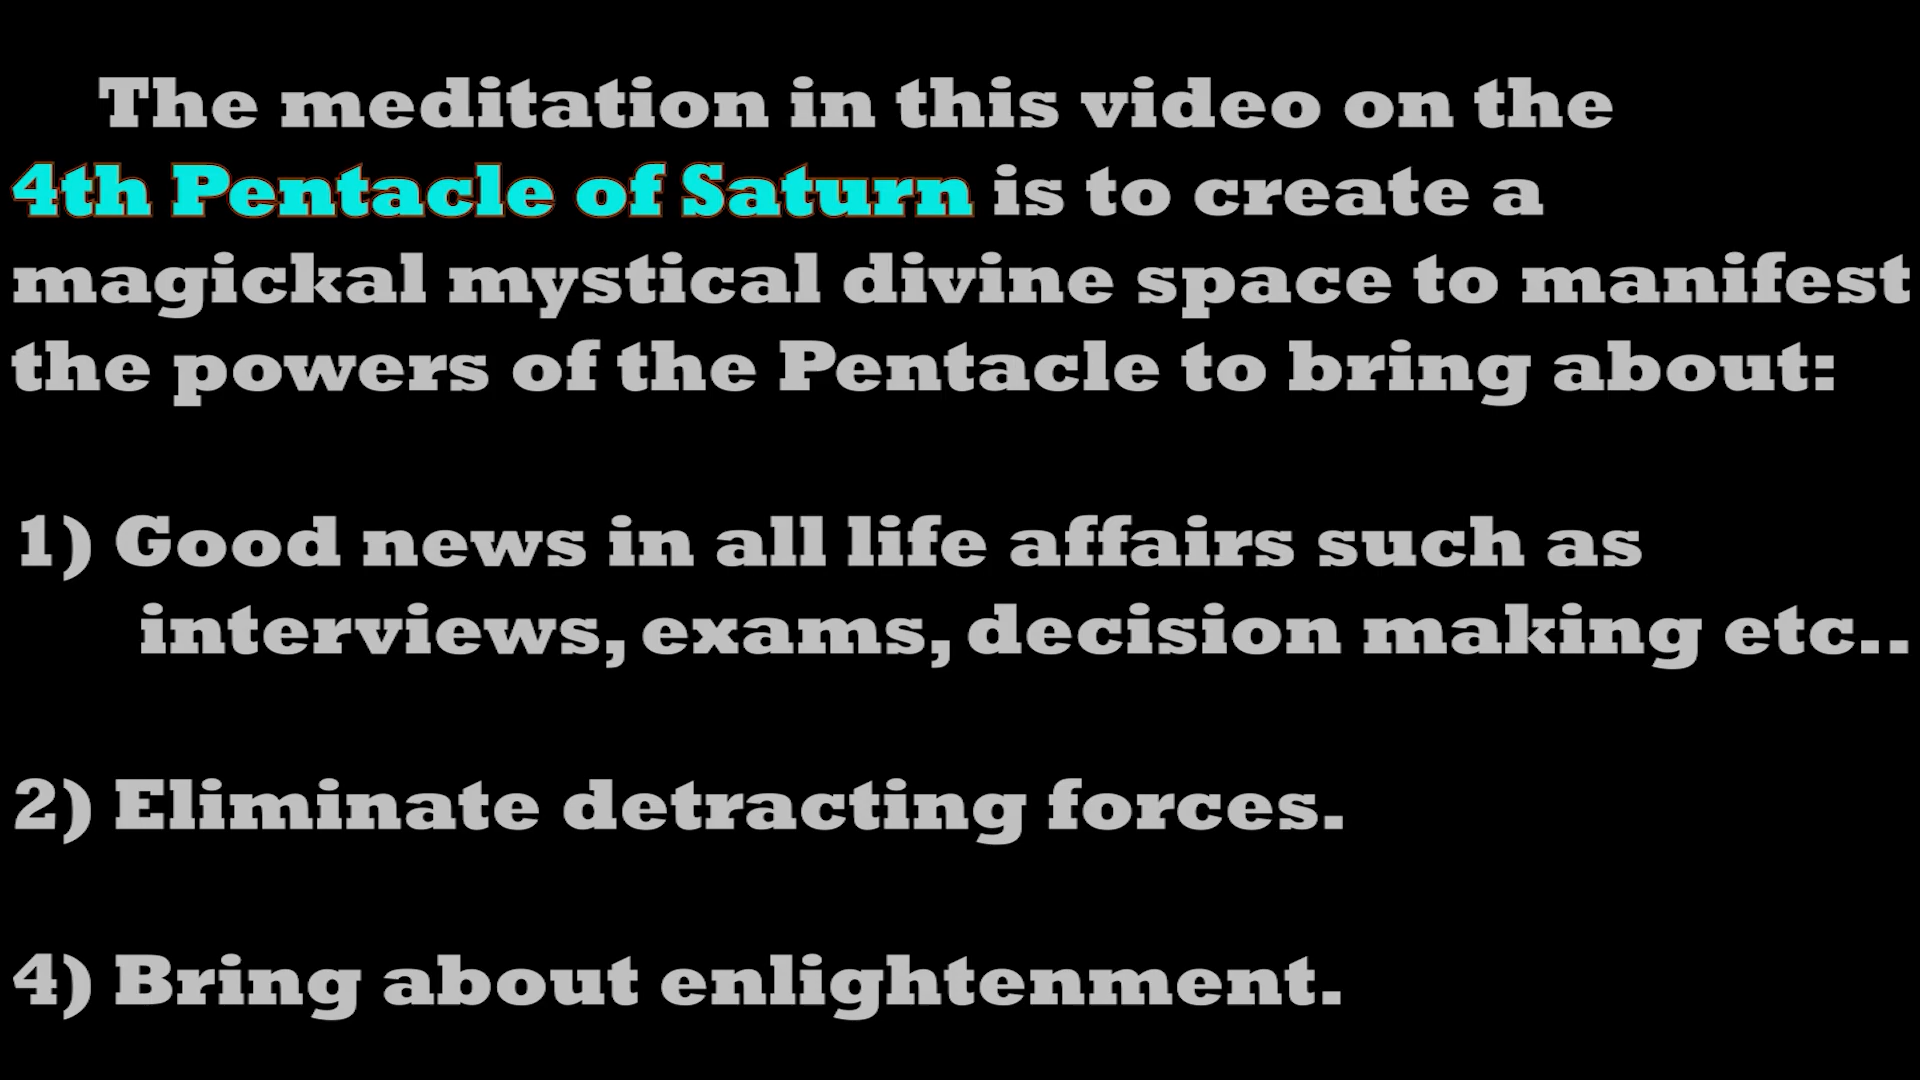 The meditation in this video on the
4th Pentacle of Saturn is to create a
magickal mystical divine space to manifest
the powers of the Pentacle to bring about:
1) Good news in all life affairs such as
interviews, exams, decision making etc..
2) Eliminate detracting forces.
4) Bring about enlightenment.